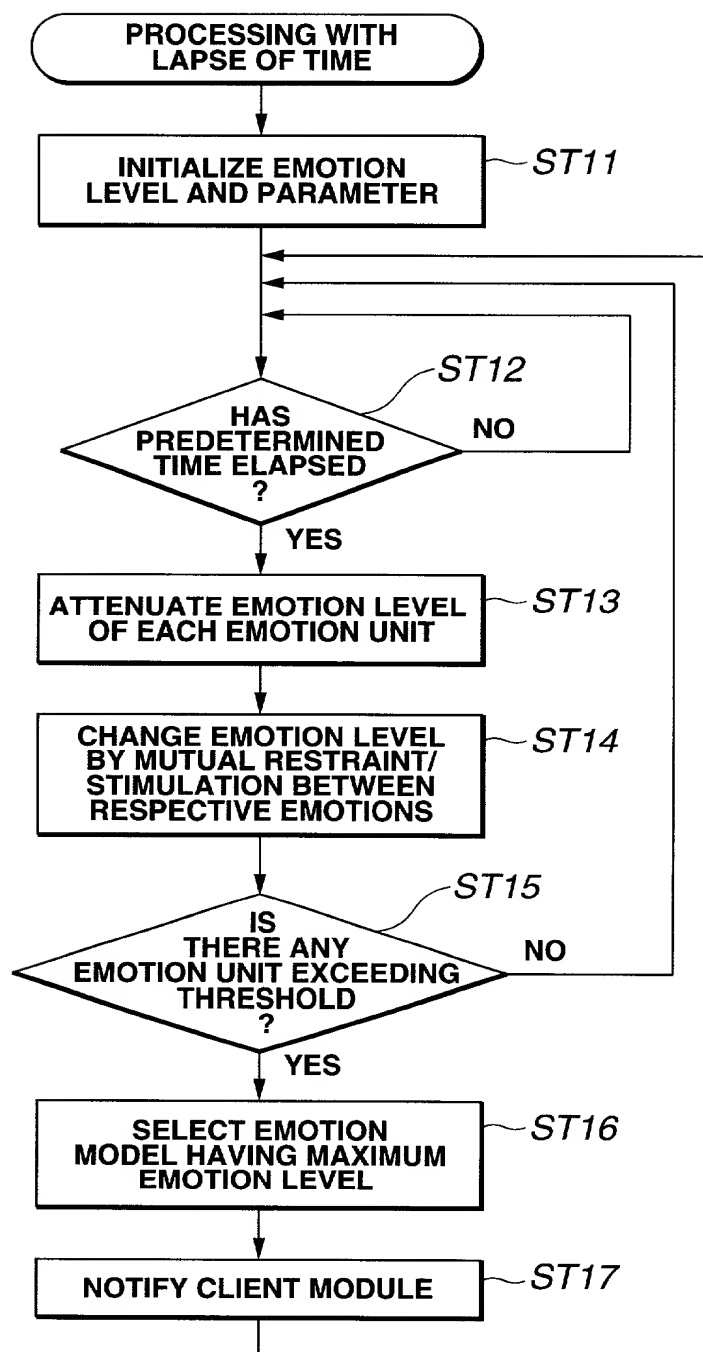 PROCESSING WITH
LAPSE OF TIME
INITIALIZE EMOTION
LEVEL AND PARAMETER
ST11
ST12
HAS
PREDETERMINED
TIME ELAPSED
?
NO
YES
ATTENUATE EMOTION LEVEL
OF EACH EMOTION UNIT
ST13
CHANGE EMOTION LEVEL
BY MUTUAL RESTRAINT/
STIMULATION BETWEEN
RESPECTIVE EMOTIONS
ST14
ST15
IS
THERE ANY
EMOTION UNIT EXCEEDING
THRESHOLD
?
NO
YES
SELECT EMOTION
MODEL HAVING MAXIMUM
EMOTION LEVEL
ST16
NOTIFY CLIENT MODULE
ST17